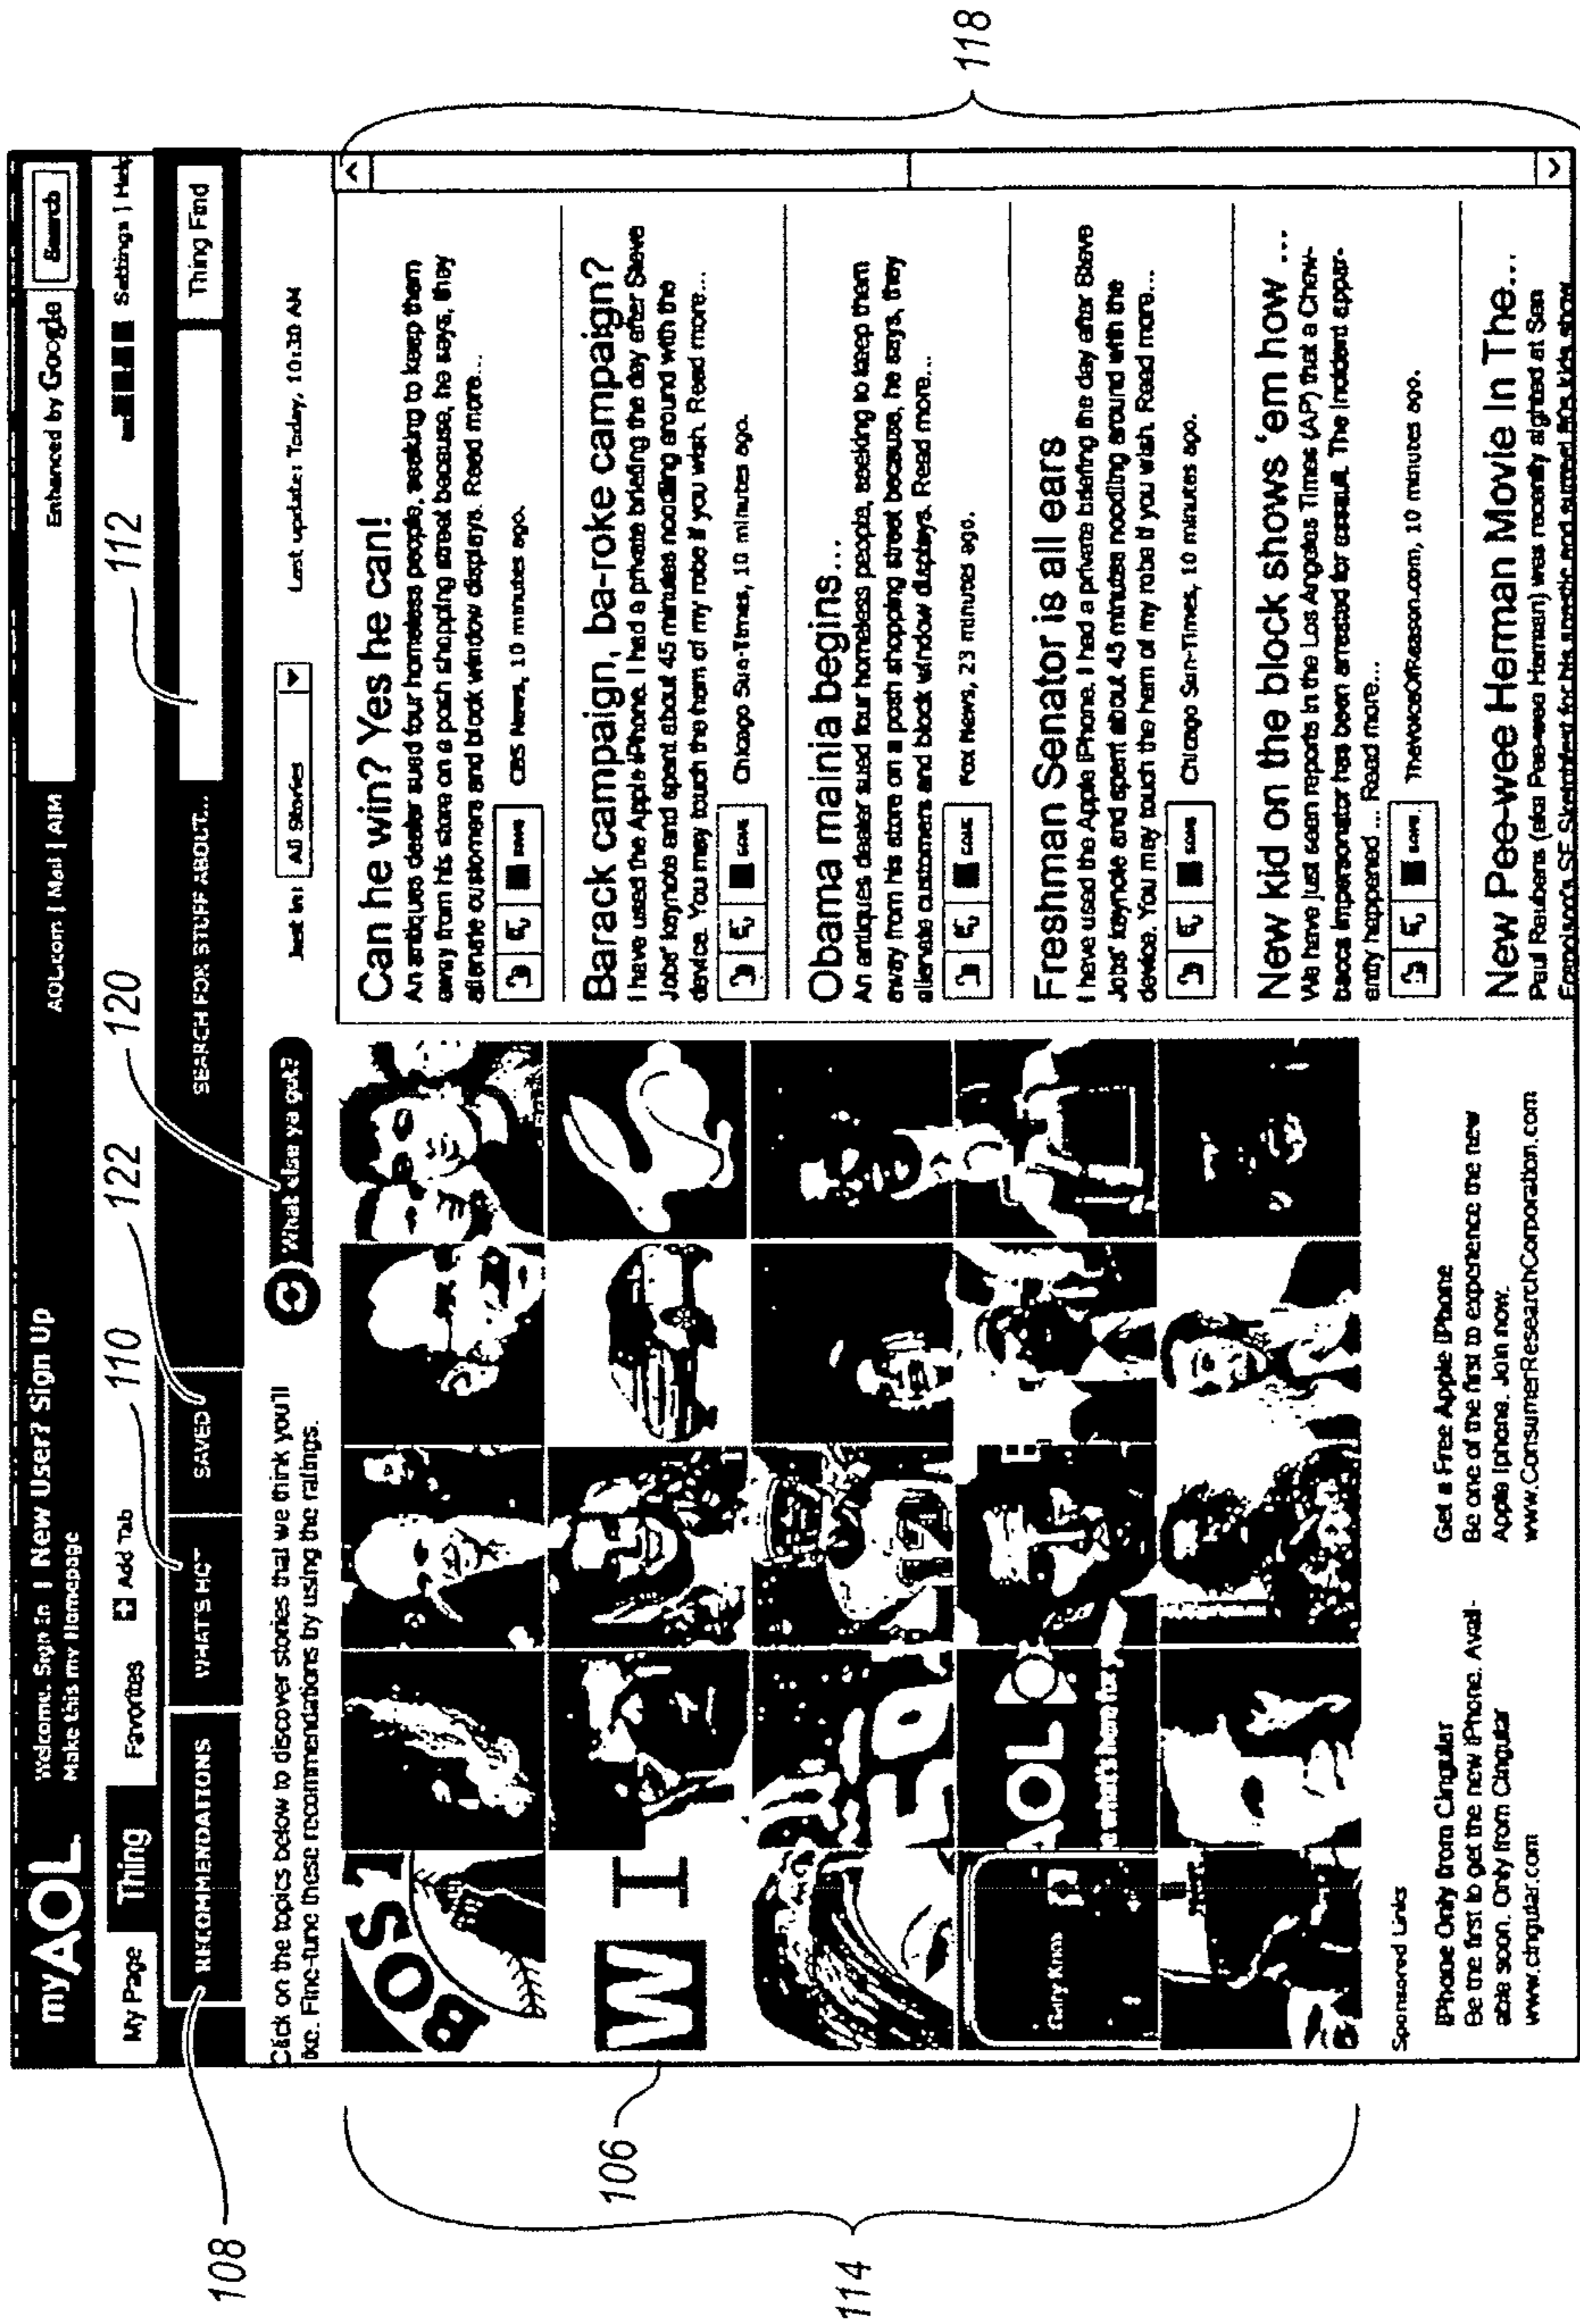 myAOL
Welcome. Sign in | New User? Sign Up
Make this my Homepage
AOL.com | Mail | AIM
Enhanced by Google
Search
My Page
Thing
Favorites
Add Tab
110
122
120
112
Settings | Help
108
RECOMMENDATIONS
WHAT'S HOT
SAVED
SEARCH FOR STUFF ABOUT...
Thing Find
Click on the topics below to discover stories that we think you'll
like. Fine-tune these recommendations by using the ratings.
What else ya got?
Just in:
All Stories
Last update: Today, 10:30 AM
106
114
118
BOST
WI
AOL
Gary Knox
Can he win? Yes he can!
An antiques dealer sued four homeless people, seeking to keep them
away from his store on a posh shopping street because, he says, they
alienate customers and block window displays. Read more...
SAVE
CBS News, 10 minutes ago.
Barack campaign, ba-roke campaign?
I have used the Apple iPhone. I had a private briefing the day after Steve
Jobs' keynote and spent about 45 minutes noodling around with the
device. You may touch the hem of my robe if you wish. Read more...
SAVE
Chicago Sun-Times, 10 minutes ago.
Obama mainia begins...
An antiques dealer sued four homeless people, seeking to keep them
away from his store on a posh shopping street because, he says, they
alienate customers and block window displays. Read more...
SAVE
Fox News, 23 minutes ago.
Freshman Senator is all ears
I have used the Apple iPhone. I had a private briefing the day after Steve
Jobs' keynote and spent about 45 minutes noodling around with the
device. You may touch the hem of my robe if you wish. Read more...
SAVE
Chicago Sun-Times, 10 minutes ago.
New kid on the block shows 'em how ...
We have just seen reports in the Los Angeles Times (AP) that a Chew-
bacca impersonator has been arrested for assault. The incident appar-
ently happened ... Read more...
SAVE
TheVoiceOfReason.com, 10 minutes ago.
New Pee-wee Herman Movie In The...
Paul Reubens (aka Pee-wee Herman) was recently sighted at San
Sponsored Links
iPhone Only from Cingular
Be the first to get the new iPhone. Avail-
able soon. Only from Cingular
www.cingular.com
Get a Free Apple iPhone
Be one of the first to experience the new
Apple Iphone. Join now.
www.ConsumerResearchCorporation.com